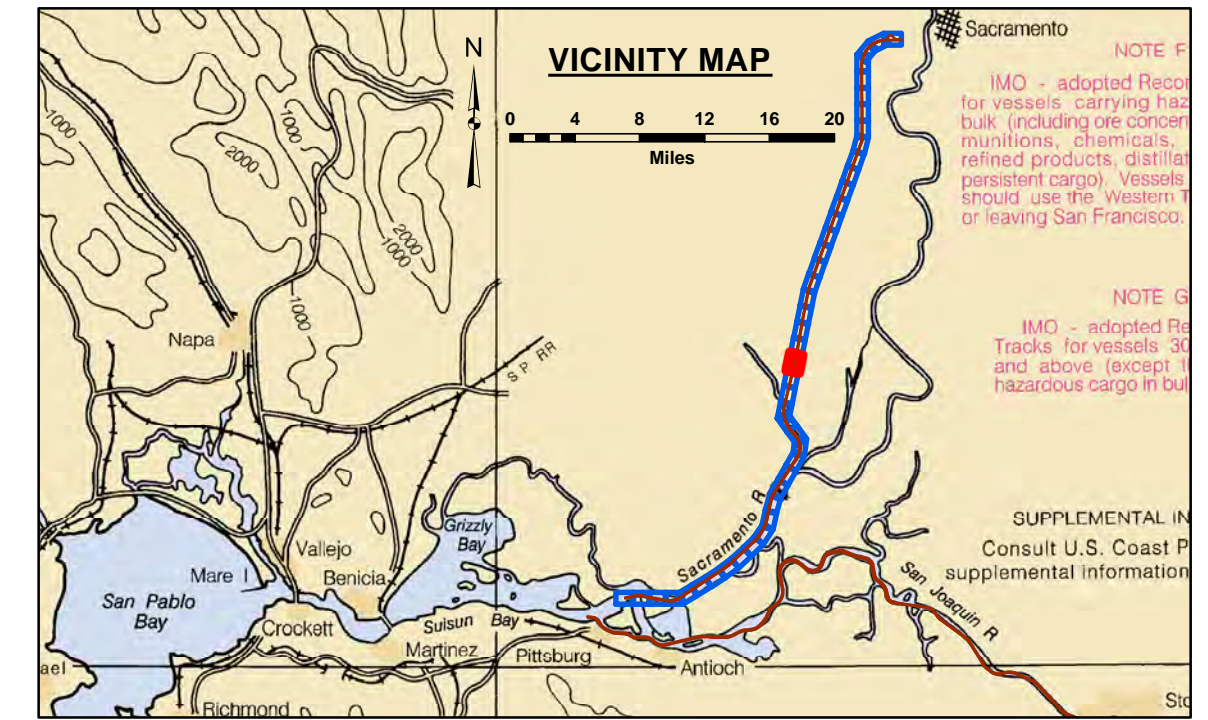 VICINITY MAP
N
0 4 8 12 16 20
Miles
Sacramento
NOTE F
IMO - adopted Recor
for vessels carrying haz
bulk (including ore concen
munitions, chemicals,
refined products, distillat
persistent cargo). Vessels
should use the Western T
or leaving San Francisco.
NOTE G
IMO - adopted Re
Tracks for vessels 30
and above (except
hazardous cargo in bul
SUPPLEMENTAL IN
Consult U.S. Coast P
supplemental information
1000
2000
1000
2000
1000
1000
Napa
S P RR
Grizzly
Bay
Sacramento R
San Joaquin R
Vallejo
Mare I
Benicia
San Pablo
Bay
Crockett
Suisun Bay
Martinez
Pittsburg
Antioch
ael
Richmond
Sto